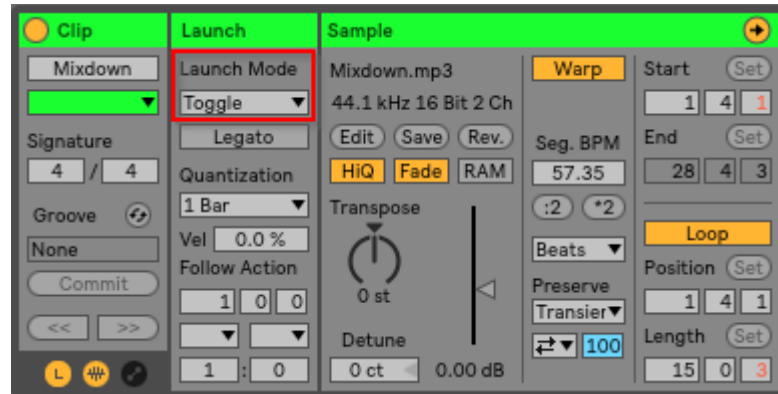 Clip
Mixdown
Signature
4 / 4
Groove
None
Commit
<< >>
L
Launch
Launch Mode
Toggle
Legato
Quantization
1 Bar
Vel 0.0 %
Follow Action
1 0 0
1 : 0
Sample
Mixdown.mp3
44.1 kHz 16 Bit 2 Ch
Edit Save Rev.
HiQ Fade RAM
Transpose
0 st
Detune
0 ct 0.00 dB
Warp
Seg. BPM
57.35
:2 *2
Beats
Preserve
Transier
100
Start Set
1 4 1
End Set
28 4 3
Loop
Position Set
1 4 1
Length Set
15 0 3